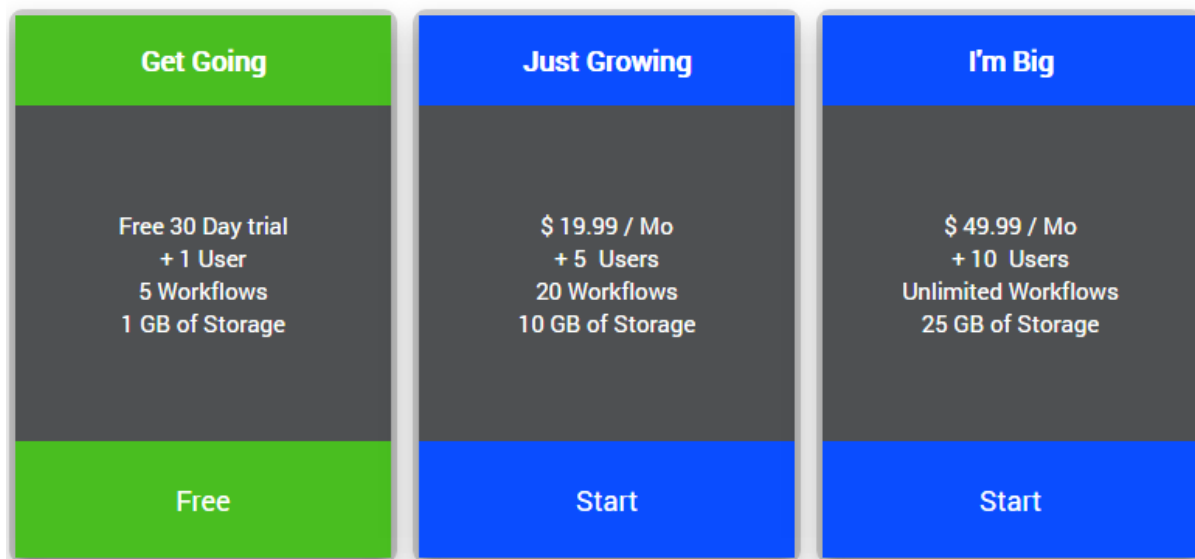 Get Going
Free 30 Day trial
+ 1 User
5 Workflows
1 GB of Storage
Free
Just Growing
$ 19.99 / Mo
+ 5 Users
20 Workflows
10 GB of Storage
Start
I'm Big
$ 49.99 / Mo
+ 10 Users
Unlimited Workflows
25 GB of Storage
Start